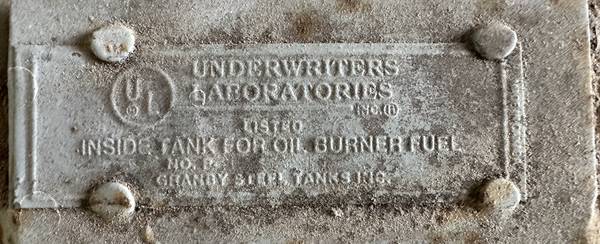 UL
®
UNDERWRITERS
LABORATORIES
INC.®
LISTED
INSIDE TANK FOR OIL BURNER FUEL
NO. P
GRANBY STEEL TANKS INC.